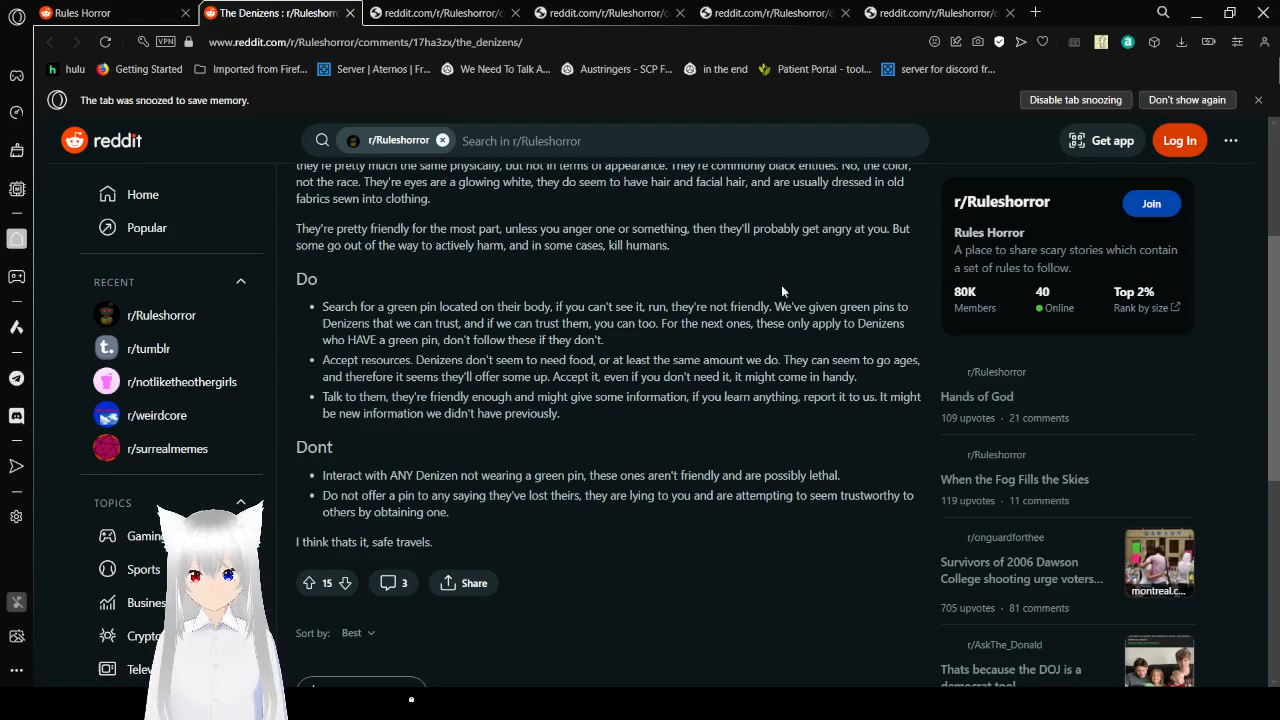 Rules Horror
The Denizens : r/Ruleshorror
reddit.com/r/Ruleshorror/co
reddit.com/r/Ruleshorror/co
reddit.com/r/Ruleshorror/co
reddit.com/r/Ruleshorror/co
VPN
www.reddit.com/r/Ruleshorror/comments/17ha3zx/the_denizens/
hulu
Getting Started
Imported from Firef...
Server | Aternos | Fr...
We Need To Talk A...
Austringers - SCP F...
in the end
Patient Portal - tool...
server for discord fr...
The tab was snoozed to save memory.
Disable tab snoozing
Don't show again
reddit
r/Ruleshorror
Search in r/Ruleshorror
Get app
Log In
Home
Popular
RECENT
r/Ruleshorror
r/tumblr
r/notliketheothergirls
r/weirdcore
r/surrealmemes
TOPICS
Gaming
Sports
Busines
Crypto
Telev
they're pretty much the same physically, but not in terms of appearance. They're commonly black entities. No, the color,
not the race. They're eyes are a glowing white, they do seem to have hair and facial hair, and are usually dressed in old
fabrics sewn into clothing.
They're pretty friendly for the most part, unless you anger one or something, then they'll probably get angry at you. But
some go out of the way to actively harm, and in some cases, kill humans.
Do
Search for a green pin located on their body, if you can't see it, run, they're not friendly. We've given green pins to
Denizens that we can trust, and if we can trust them, you can too. For the next ones, these only apply to Denizens
who HAVE a green pin, don't follow these if they don't.
Accept resources. Denizens don't seem to need food, or at least the same amount we do. They can seem to go ages,
and therefore it seems they'll offer some up. Accept it, even if you don't need it, it might come in handy.
Talk to them, they're friendly enough and might give some information, if you learn anything, report it to us. It might
be new information we didn't have previously.
Dont
Interact with ANY Denizen not wearing a green pin, these ones aren't friendly and are possibly lethal.
Do not offer a pin to any saying they've lost theirs, they are lying to you and are attempting to seem trustworthy to
others by obtaining one.
I think thats it, safe travels.
15
3
Share
Sort by: Best
r/Ruleshorror
Join
Rules Horror
A place to share scary stories which contain
a set of rules to follow.
80K
40
Top 2%
Members
Online
Rank by size
r/Ruleshorror
Hands of God
109 upvotes · 21 comments
r/Ruleshorror
When the Fog Fills the Skies
119 upvotes · 11 comments
r/onguardforthee
Survivors of 2006 Dawson
College shooting urge voters...
montreal.c...
705 upvotes · 81 comments
r/AskThe_Donald
Thats because the DOJ is a
democrat tool